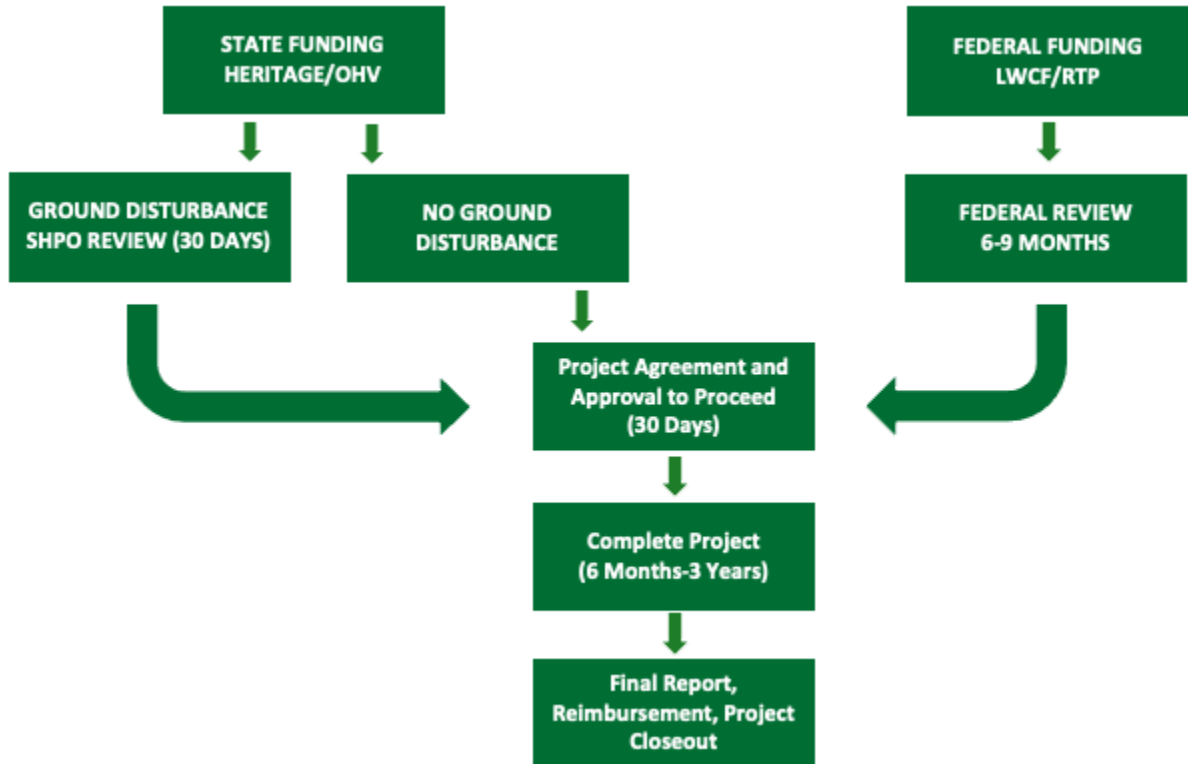 STATE FUNDING
HERITAGE/OHV
FEDERAL FUNDING
LWCF/RTP
GROUND DISTURBANCE
SHPO REVIEW (30 DAYS)
NO GROUND
DISTURBANCE
FEDERAL REVIEW
6-9 MONTHS
Project Agreement and
Approval to Proceed
(30 Days)
Complete Project
(6 Months-3 Years)
Final Report,
Reimbursement, Project
Closeout